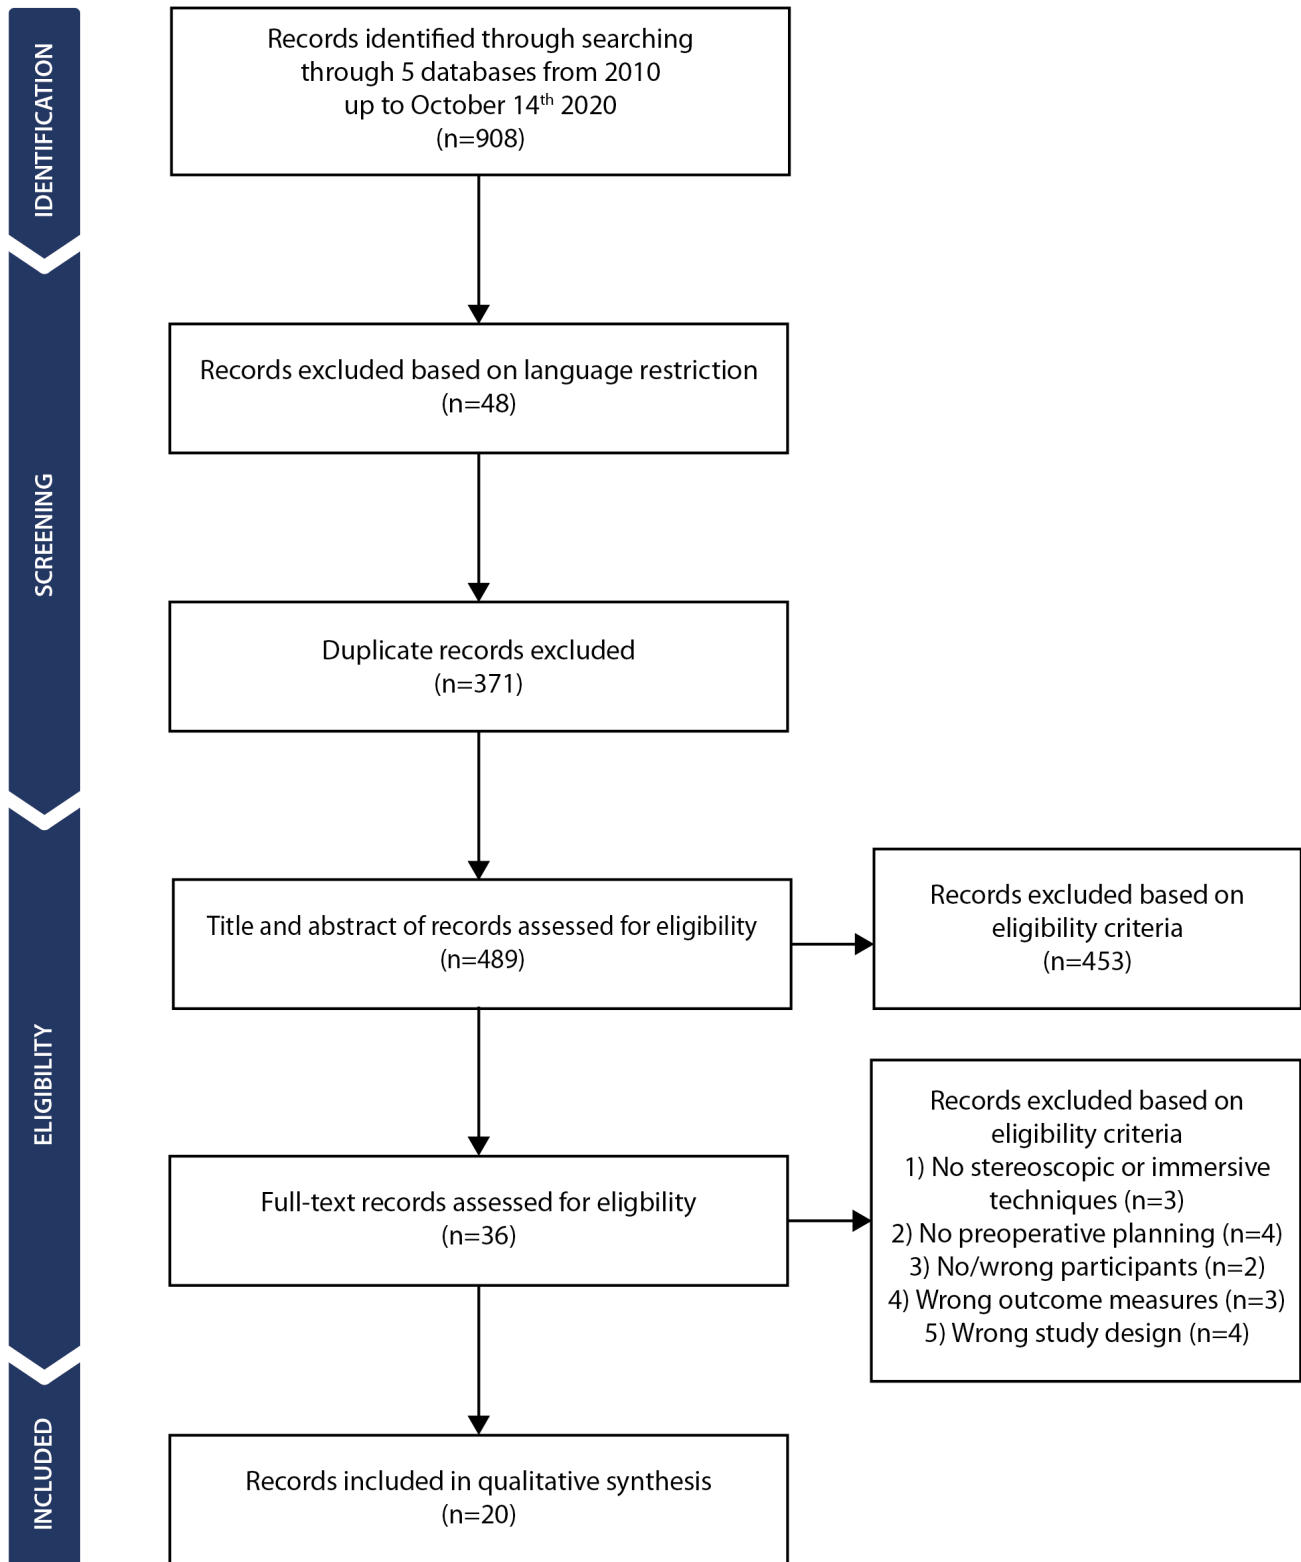 IDENTIFICATION
Records identified through searching
through 5 databases from 2010
up to October 14th 2020
(n=908)
SCREENING
Records excluded based on language restriction
(n=48)
Duplicate records excluded
(n=371)
ELIGIBILITY
Title and abstract of records assessed for eligibility
(n=489)
Records excluded based on
eligibility criteria
(n=453)
Full-text records assessed for eligbility
(n=36)
Records excluded based on
eligibility criteria
1) No stereoscopic or immersive
techniques (n=3)
2) No preoperative planning (n=4)
3) No/wrong participants (n=2)
4) Wrong outcome measures (n=3)
5) Wrong study design (n=4)
INCLUDED
Records included in qualitative synthesis
(n=20)